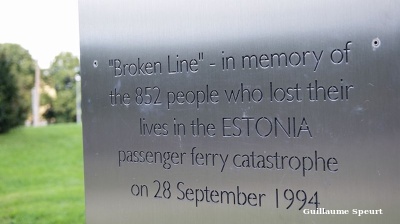 "Broken Line" - in memory of
the 852 people who lost their
lives in the ESTONIA
passenger ferry catastrophe
on 28 September 1994
Guillaume Speurt